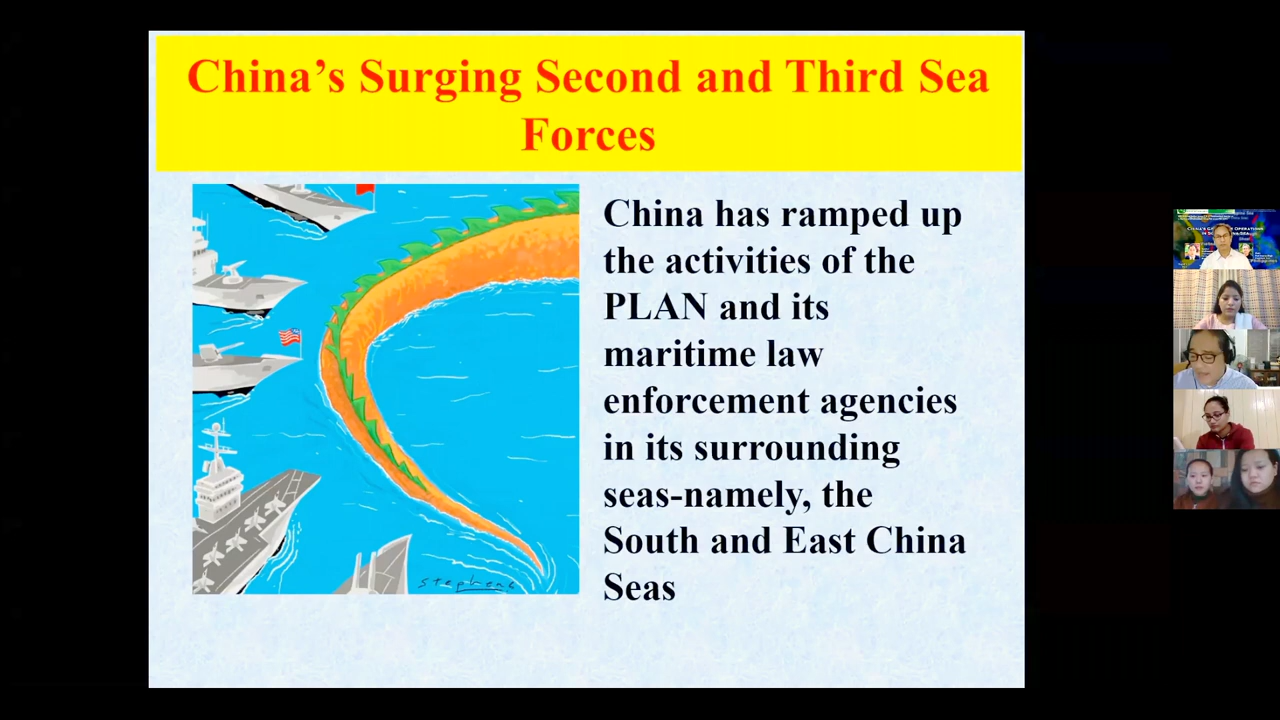 China’s Surging Second and Third Sea
Forces
China has ramped up
the activities of the
PLAN and its
maritime law
enforcement agencies
in its surrounding
seas-namely, the
South and East China
Seas
stephens